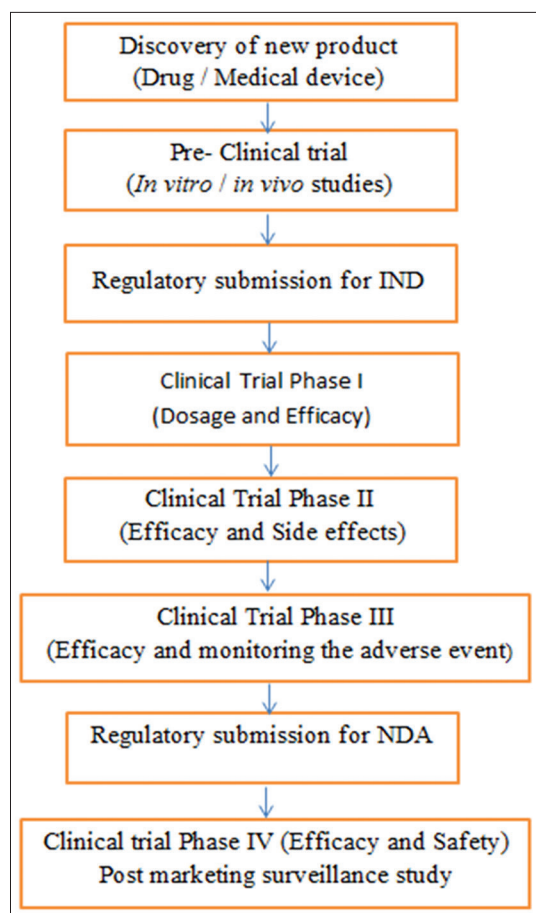 Discovery of new product
(Drug / Medical device)
Pre- Clinical trial
(In vitro / in vivo studies)
Regulatory submission for IND
Clinical Trial Phase I
(Dosage and Efficacy)
Clinical Trial Phase II
(Efficacy and Side effects)
Clinical Trial Phase III
(Efficacy and monitoring the adverse event)
Regulatory submission for NDA
Clinical trial Phase IV (Efficacy and Safety)
Post marketing surveillance study